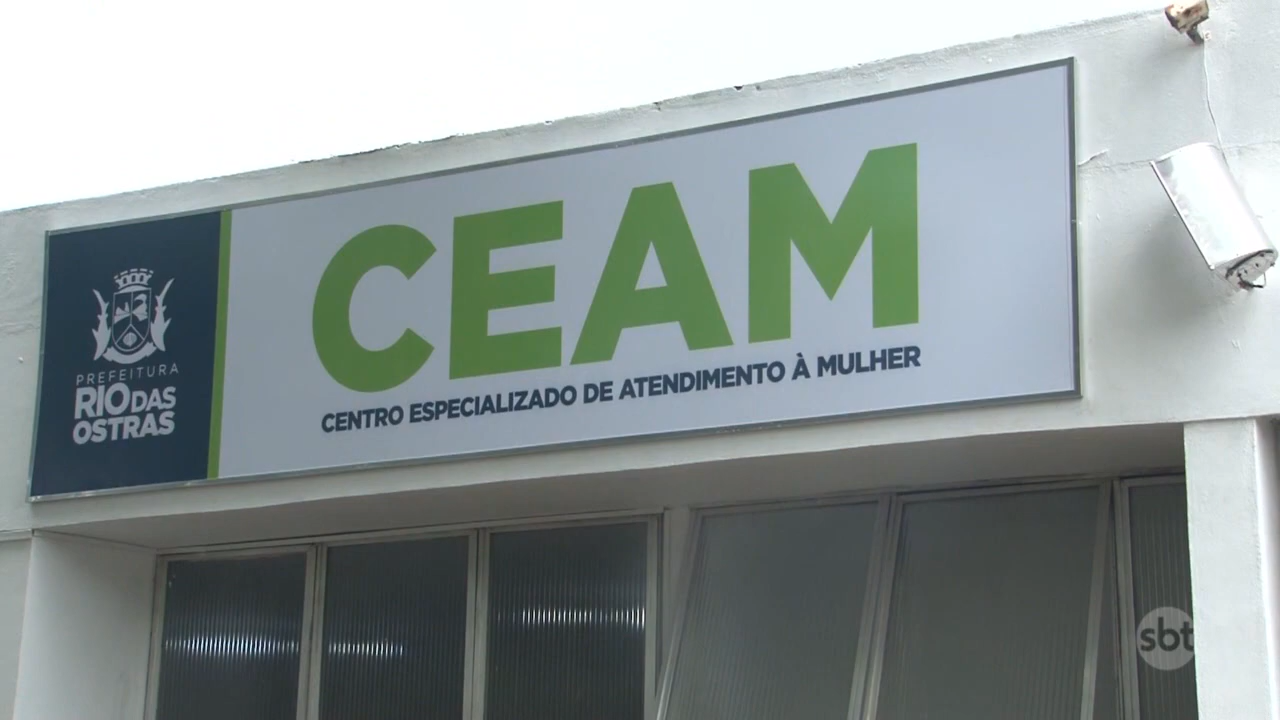 PREFEITURA
RIO DAS
OSTRAS
CEAM
CENTRO ESPECIALIZADO DE ATENDIMENTO À MULHER
sbt